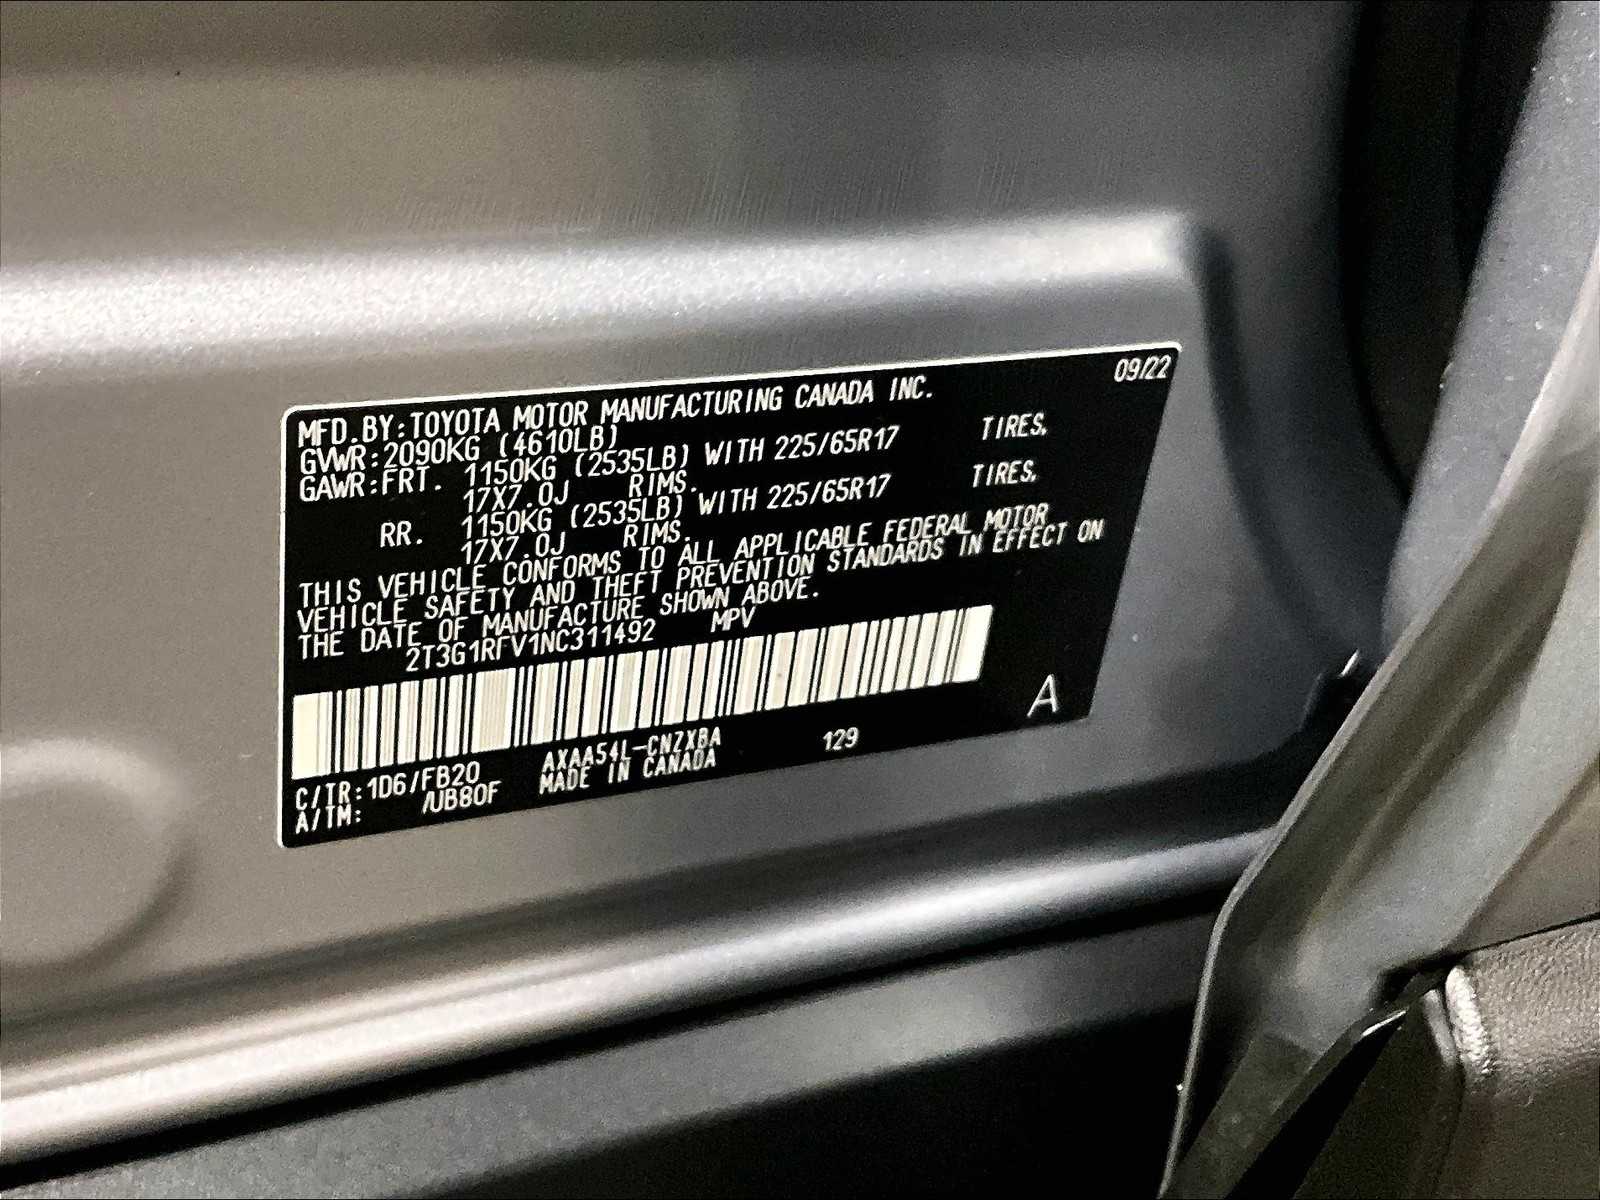 09/22
MFD.BY:TOYOTA MOTOR MANUFACTURING CANADA INC.
GVWR:2090KG (4610LB)
GAWR:FRT. 1150KG (2535LB) WITH 225/65R17 TIRES,
17X7.0J RIMS.
RR. 1150KG (2535LB) WITH 225/65R17 TIRES,
17X7.0J RIMS.
THIS VEHICLE CONFORMS TO ALL APPLICABLE FEDERAL MOTOR
VEHICLE SAFETY AND THEFT PREVENTION STANDARDS IN EFFECT ON
THE DATE OF MANUFACTURE SHOWN ABOVE.
2T3G1RFV1NC311492 MPV
A
AXAA54L-CNZXBA 129
C/TR:1D6/FB20 MADE IN CANADA
A/TM: /UB80F